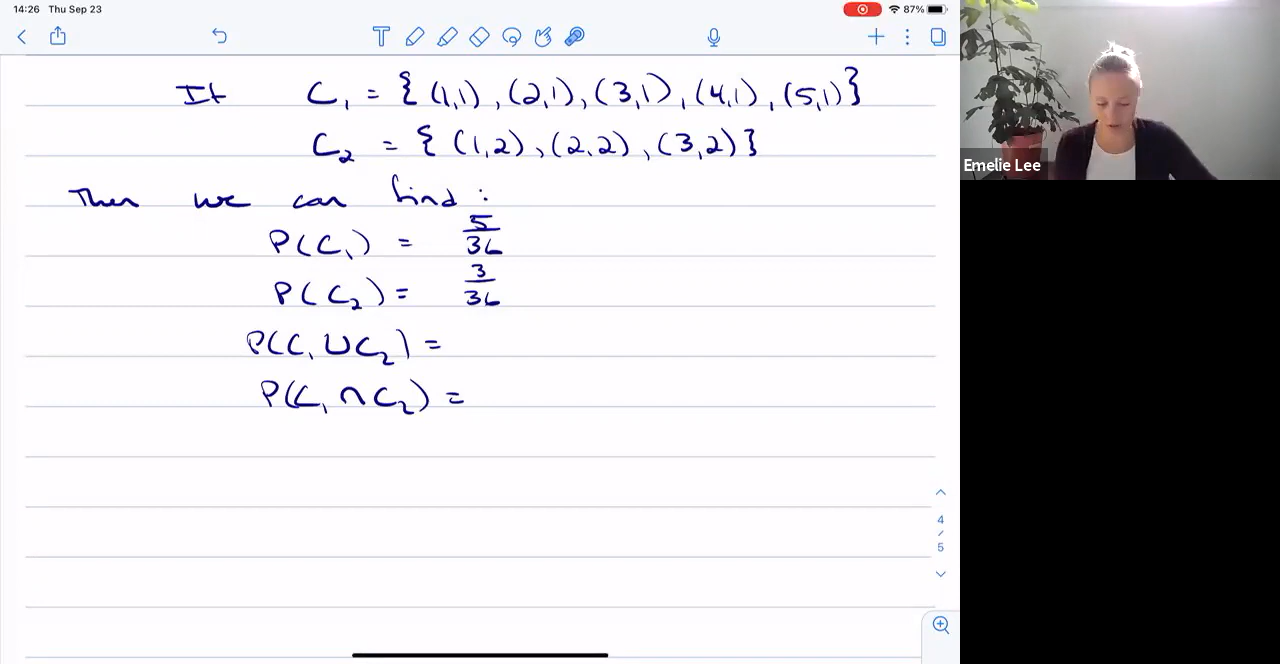 14:26 Thu Sep 23 87%
If C₁ = { (1,1) , (2,1) , (3,1) , (4,1) , (5,1) }
C₂ = { (1,2) , (2,2) , (3,2) }
Then we can find :
P(C₁) = 5/36
P(C₂) = 3/36
P(C₁ ∪ C₂) =
P(C₁ ∩ C₂) =
4/5
Emelie Lee